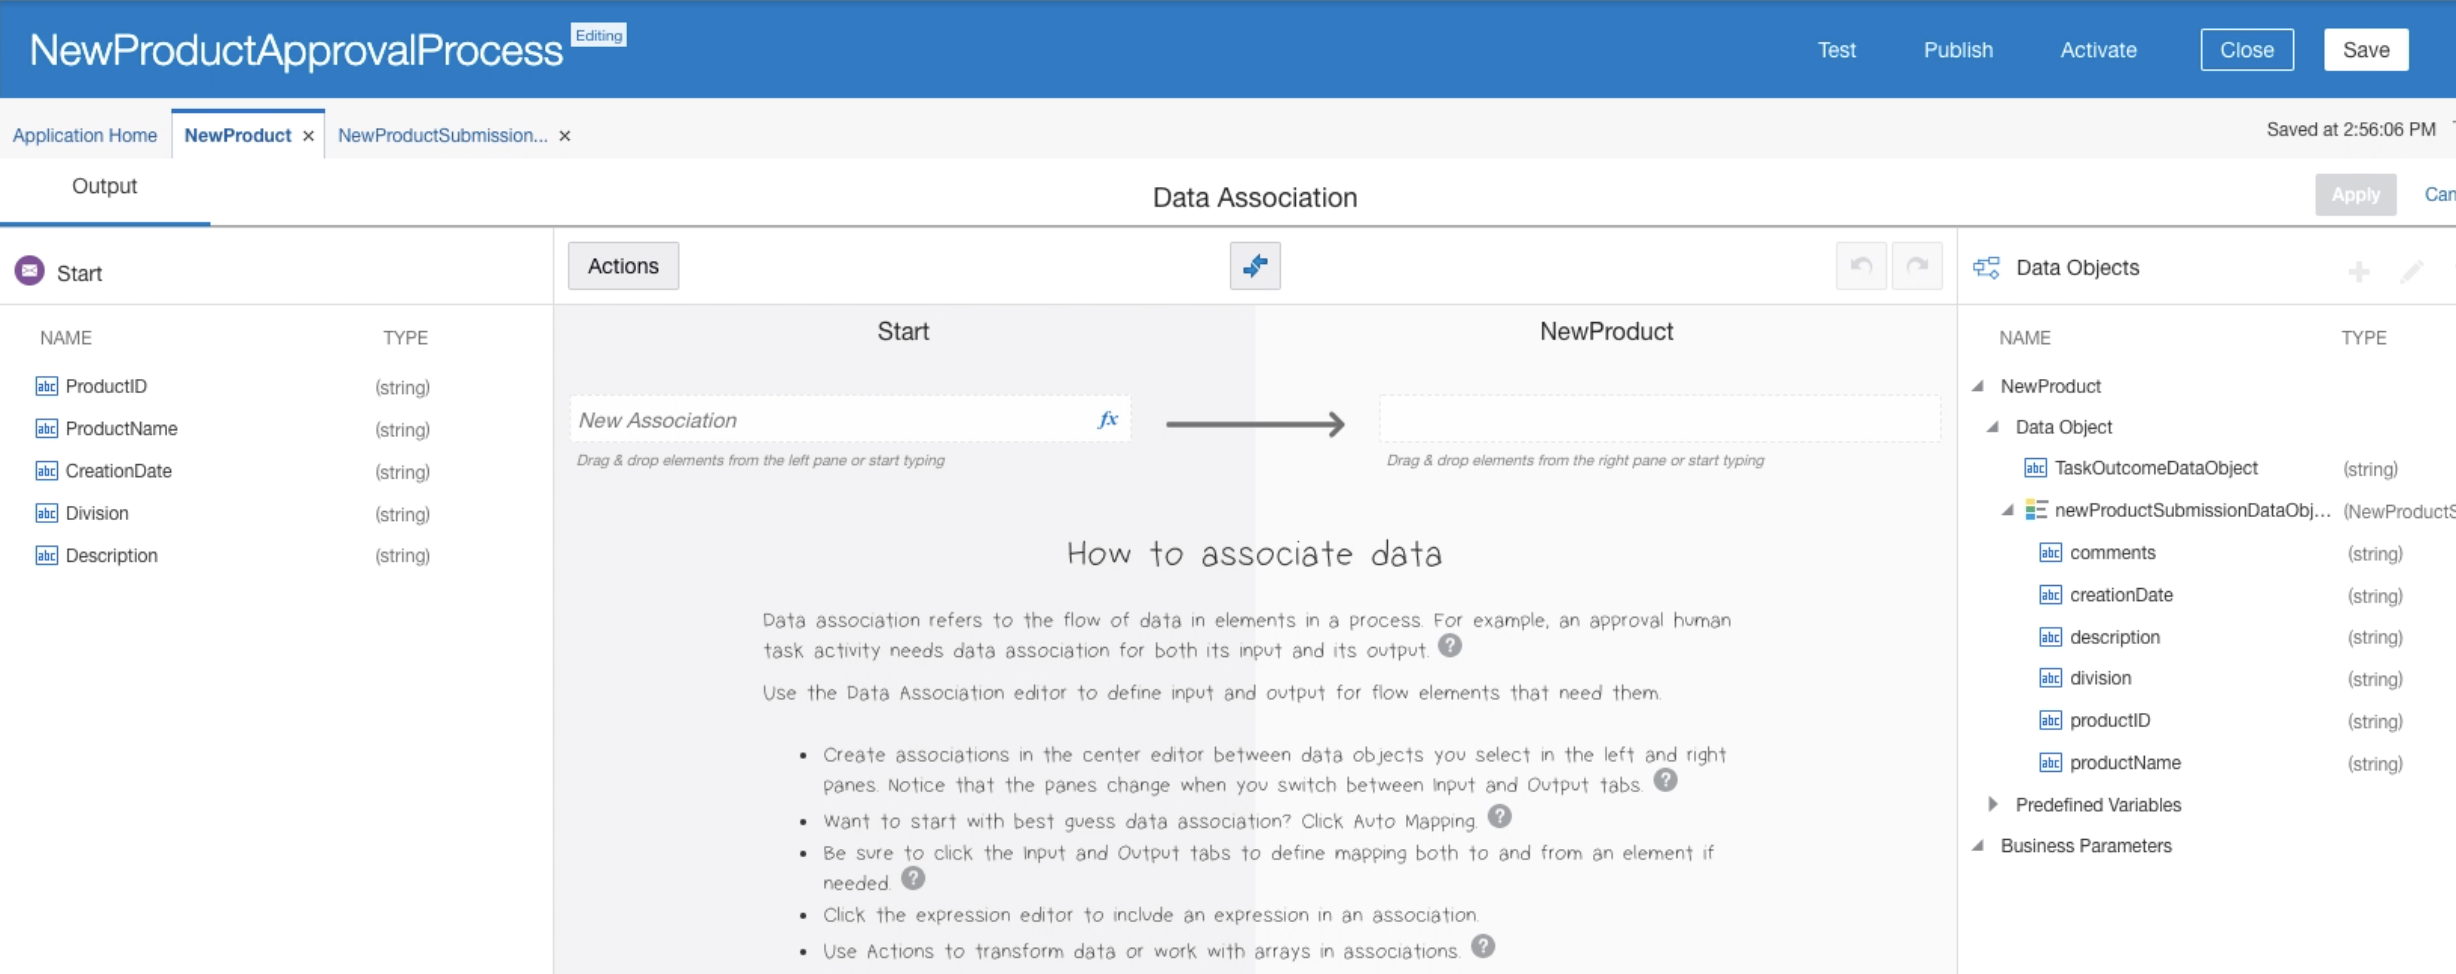 NewProductApprovalProcess Editing
Test Publish Activate Close Save
Application Home NewProduct × NewProductSubmission... ×
Saved at 2:56:06 PM
Output
Data Association
Apply
Start
Actions
Data Objects
NAME TYPE
ProductID (string)
ProductName (string)
CreationDate (string)
Division (string)
Description (string)
Start
NewProduct
New Association fx
Drag & drop elements from the left pane or start typing
Drag & drop elements from the right pane or start typing
How to associate data
Data association refers to the flow of data in elements in a process. For example, an approval human
task activity needs data association for both its input and its output. ?
Use the Data Association editor to define input and output for flow elements that need them.
• Create associations in the center editor between data objects you select in the left and right
panes. Notice that the panes change when you switch between Input and Output tabs. ?
• Want to start with best guess data association? Click Auto Mapping. ?
• Be sure to click the Input and Output tabs to define mapping both to and from an element if
needed. ?
• Click the expression editor to include an expression in an association.
• Use Actions to transform data or work with arrays in associations. ?
NAME TYPE
NewProduct
Data Object
abc TaskOutcomeDataObject (string)
newProductSubmissionDataObj... (NewProductS
abc comments (string)
abc creationDate (string)
abc description (string)
abc division (string)
abc productID (string)
abc productName (string)
Predefined Variables
Business Parameters